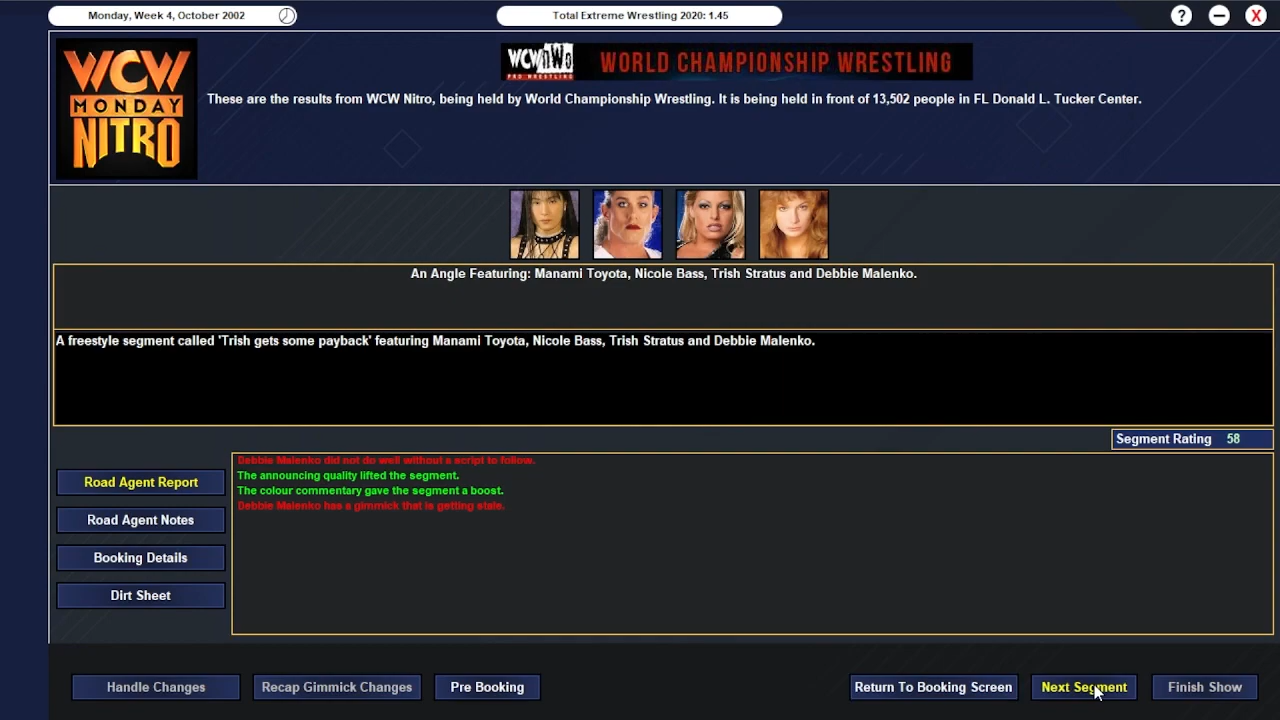 Monday, Week 4, October 2002
Total Extreme Wrestling 2020: 1.45
?
X
WCW
MONDAY
NITRO
WCW nWo
PRO WRESTLING
WORLD CHAMPIONSHIP WRESTLING
These are the results from WCW Nitro, being held by World Championship Wrestling. It is being held in front of 13,502 people in FL Donald L. Tucker Center.
An Angle Featuring: Manami Toyota, Nicole Bass, Trish Stratus and Debbie Malenko.
A freestyle segment called 'Trish gets some payback' featuring Manami Toyota, Nicole Bass, Trish Stratus and Debbie Malenko.
Segment Rating 58
Debbie Malenko did not do well without a script to follow.
The announcing quality lifted the segment.
The colour commentary gave the segment a boost.
Debbie Malenko has a gimmick that is getting stale.
Road Agent Report
Road Agent Notes
Booking Details
Dirt Sheet
Handle Changes
Recap Gimmick Changes
Pre Booking
Return To Booking Screen
Next Segment
Finish Show